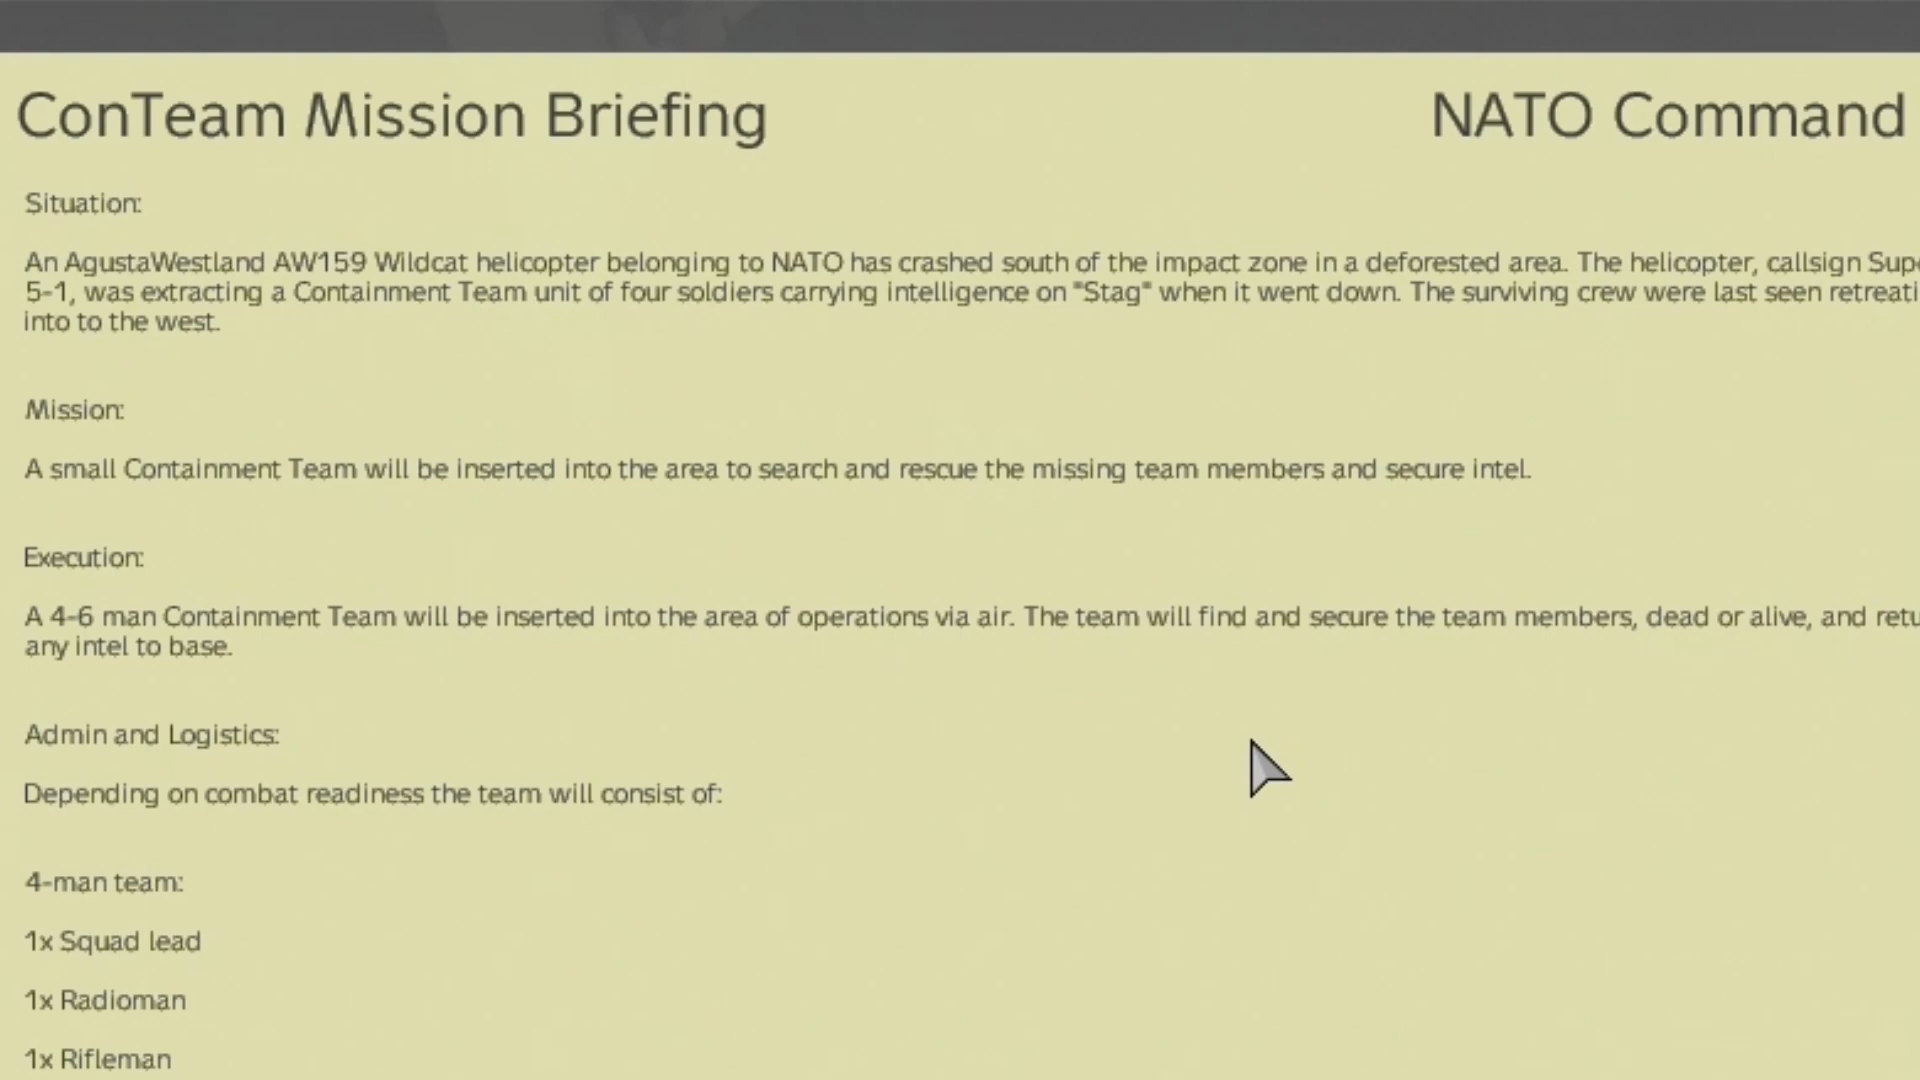 ConTeam Mission Briefing NATO Command
Situation:
An AgustaWestland AW159 Wildcat helicopter belonging to NATO has crashed south of the impact zone in a deforested area. The helicopter, callsign
5-1, was extracting a Containment Team unit of four soldiers carrying intelligence on "Stag" when it went down. The surviving crew were last seen
into to the west.
Mission:
A small Containment Team will be inserted into the area to search and rescue the missing team members and secure intel.
Execution:
A 4-6 man Containment Team will be inserted into the area of operations via air. The team will find and secure the team members, dead or alive, and
any intel to base.
Admin and Logistics:
Depending on combat readiness the team will consist of:
4-man team:
1x Squad lead
1x Radioman
1x Rifleman